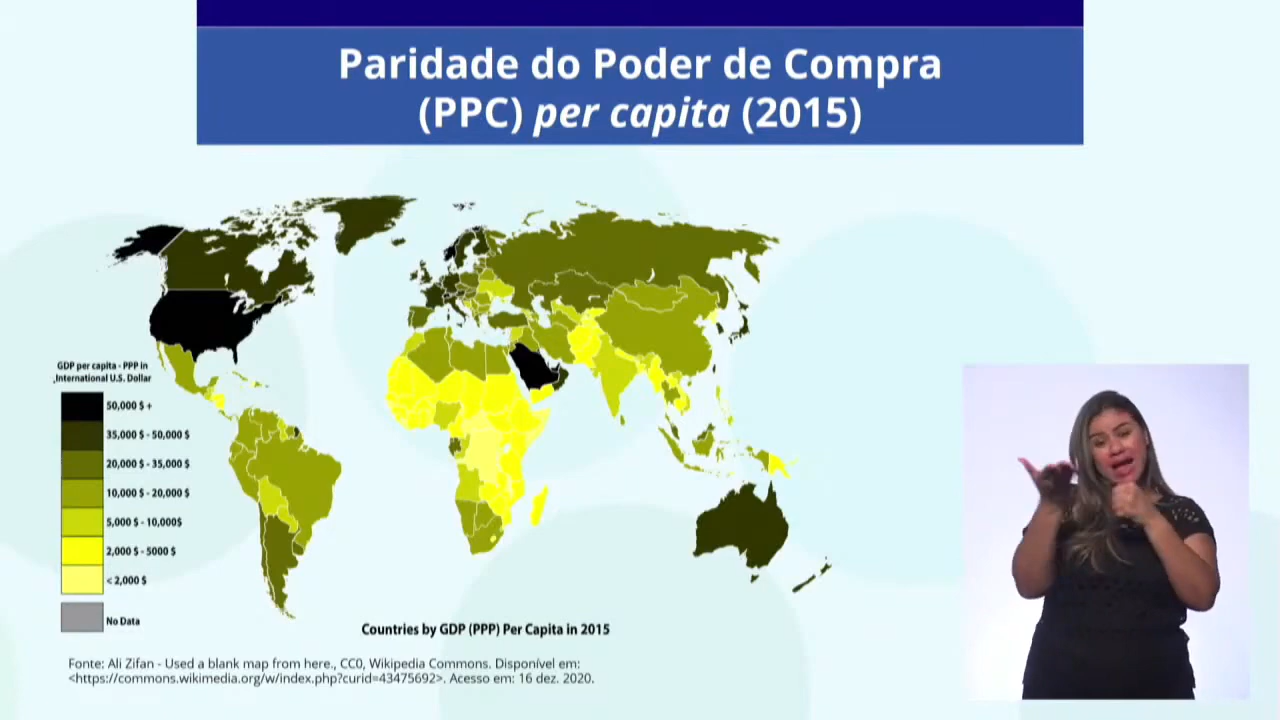 Paridade do Poder de Compra
(PPC) per capita (2015)
GDP per capita - PPP in
International U.S. Dollar
50,000 $ +
35,000 $ - 50,000 $
20,000 $ - 35,000 $
10,000 $ - 20,000 $
5,000 $ - 10,000$
2,000 $ - 5000 $
< 2,000 $
No Data
Countries by GDP (PPP) Per Capita in 2015
Fonte: Ali Zifan - Used a blank map from here., CC0, Wikipedia Commons. Disponível em:
<https://commons.wikimedia.org/w/index.php?curid=43475692>. Acesso em: 16 dez. 2020.